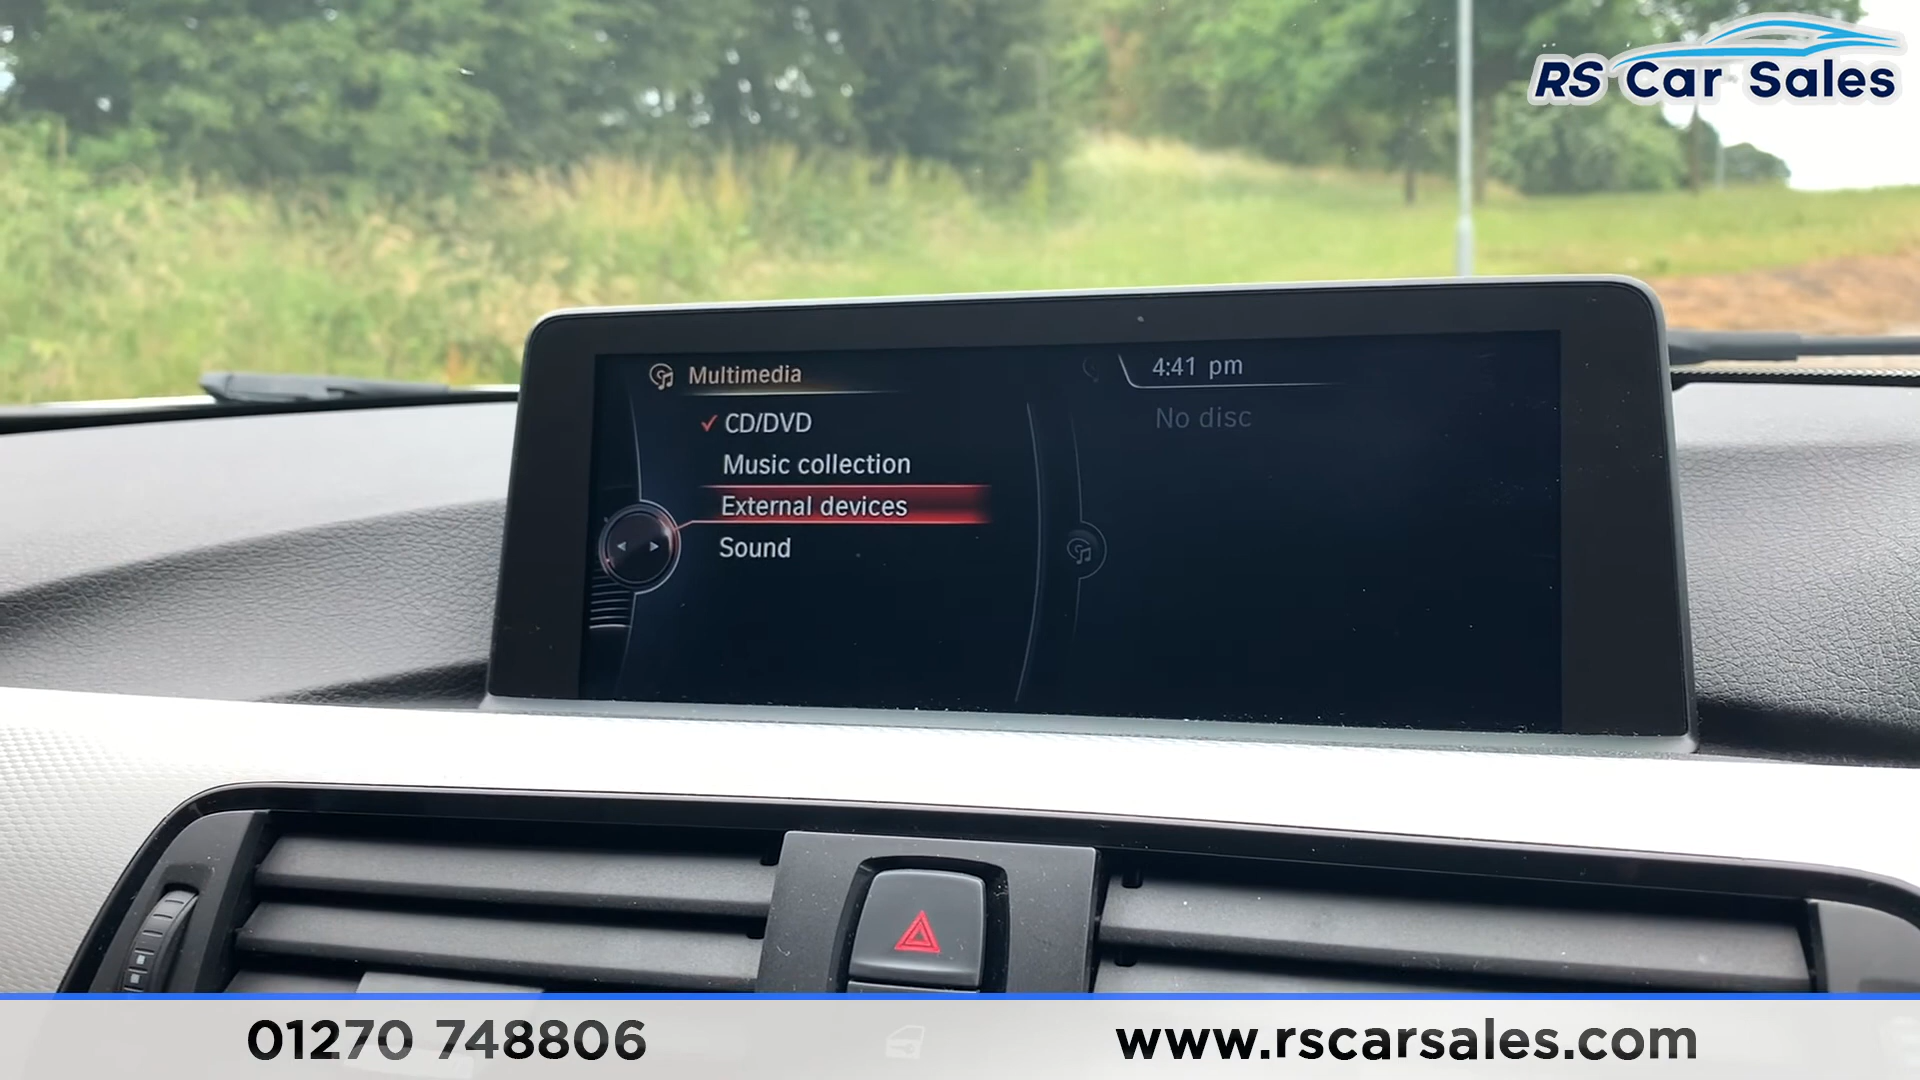 RS Car Sales
Multimedia
4:41 pm
✓ CD/DVD
No disc
Music collection
External devices
Sound
01270 748806
www.rscarsales.com